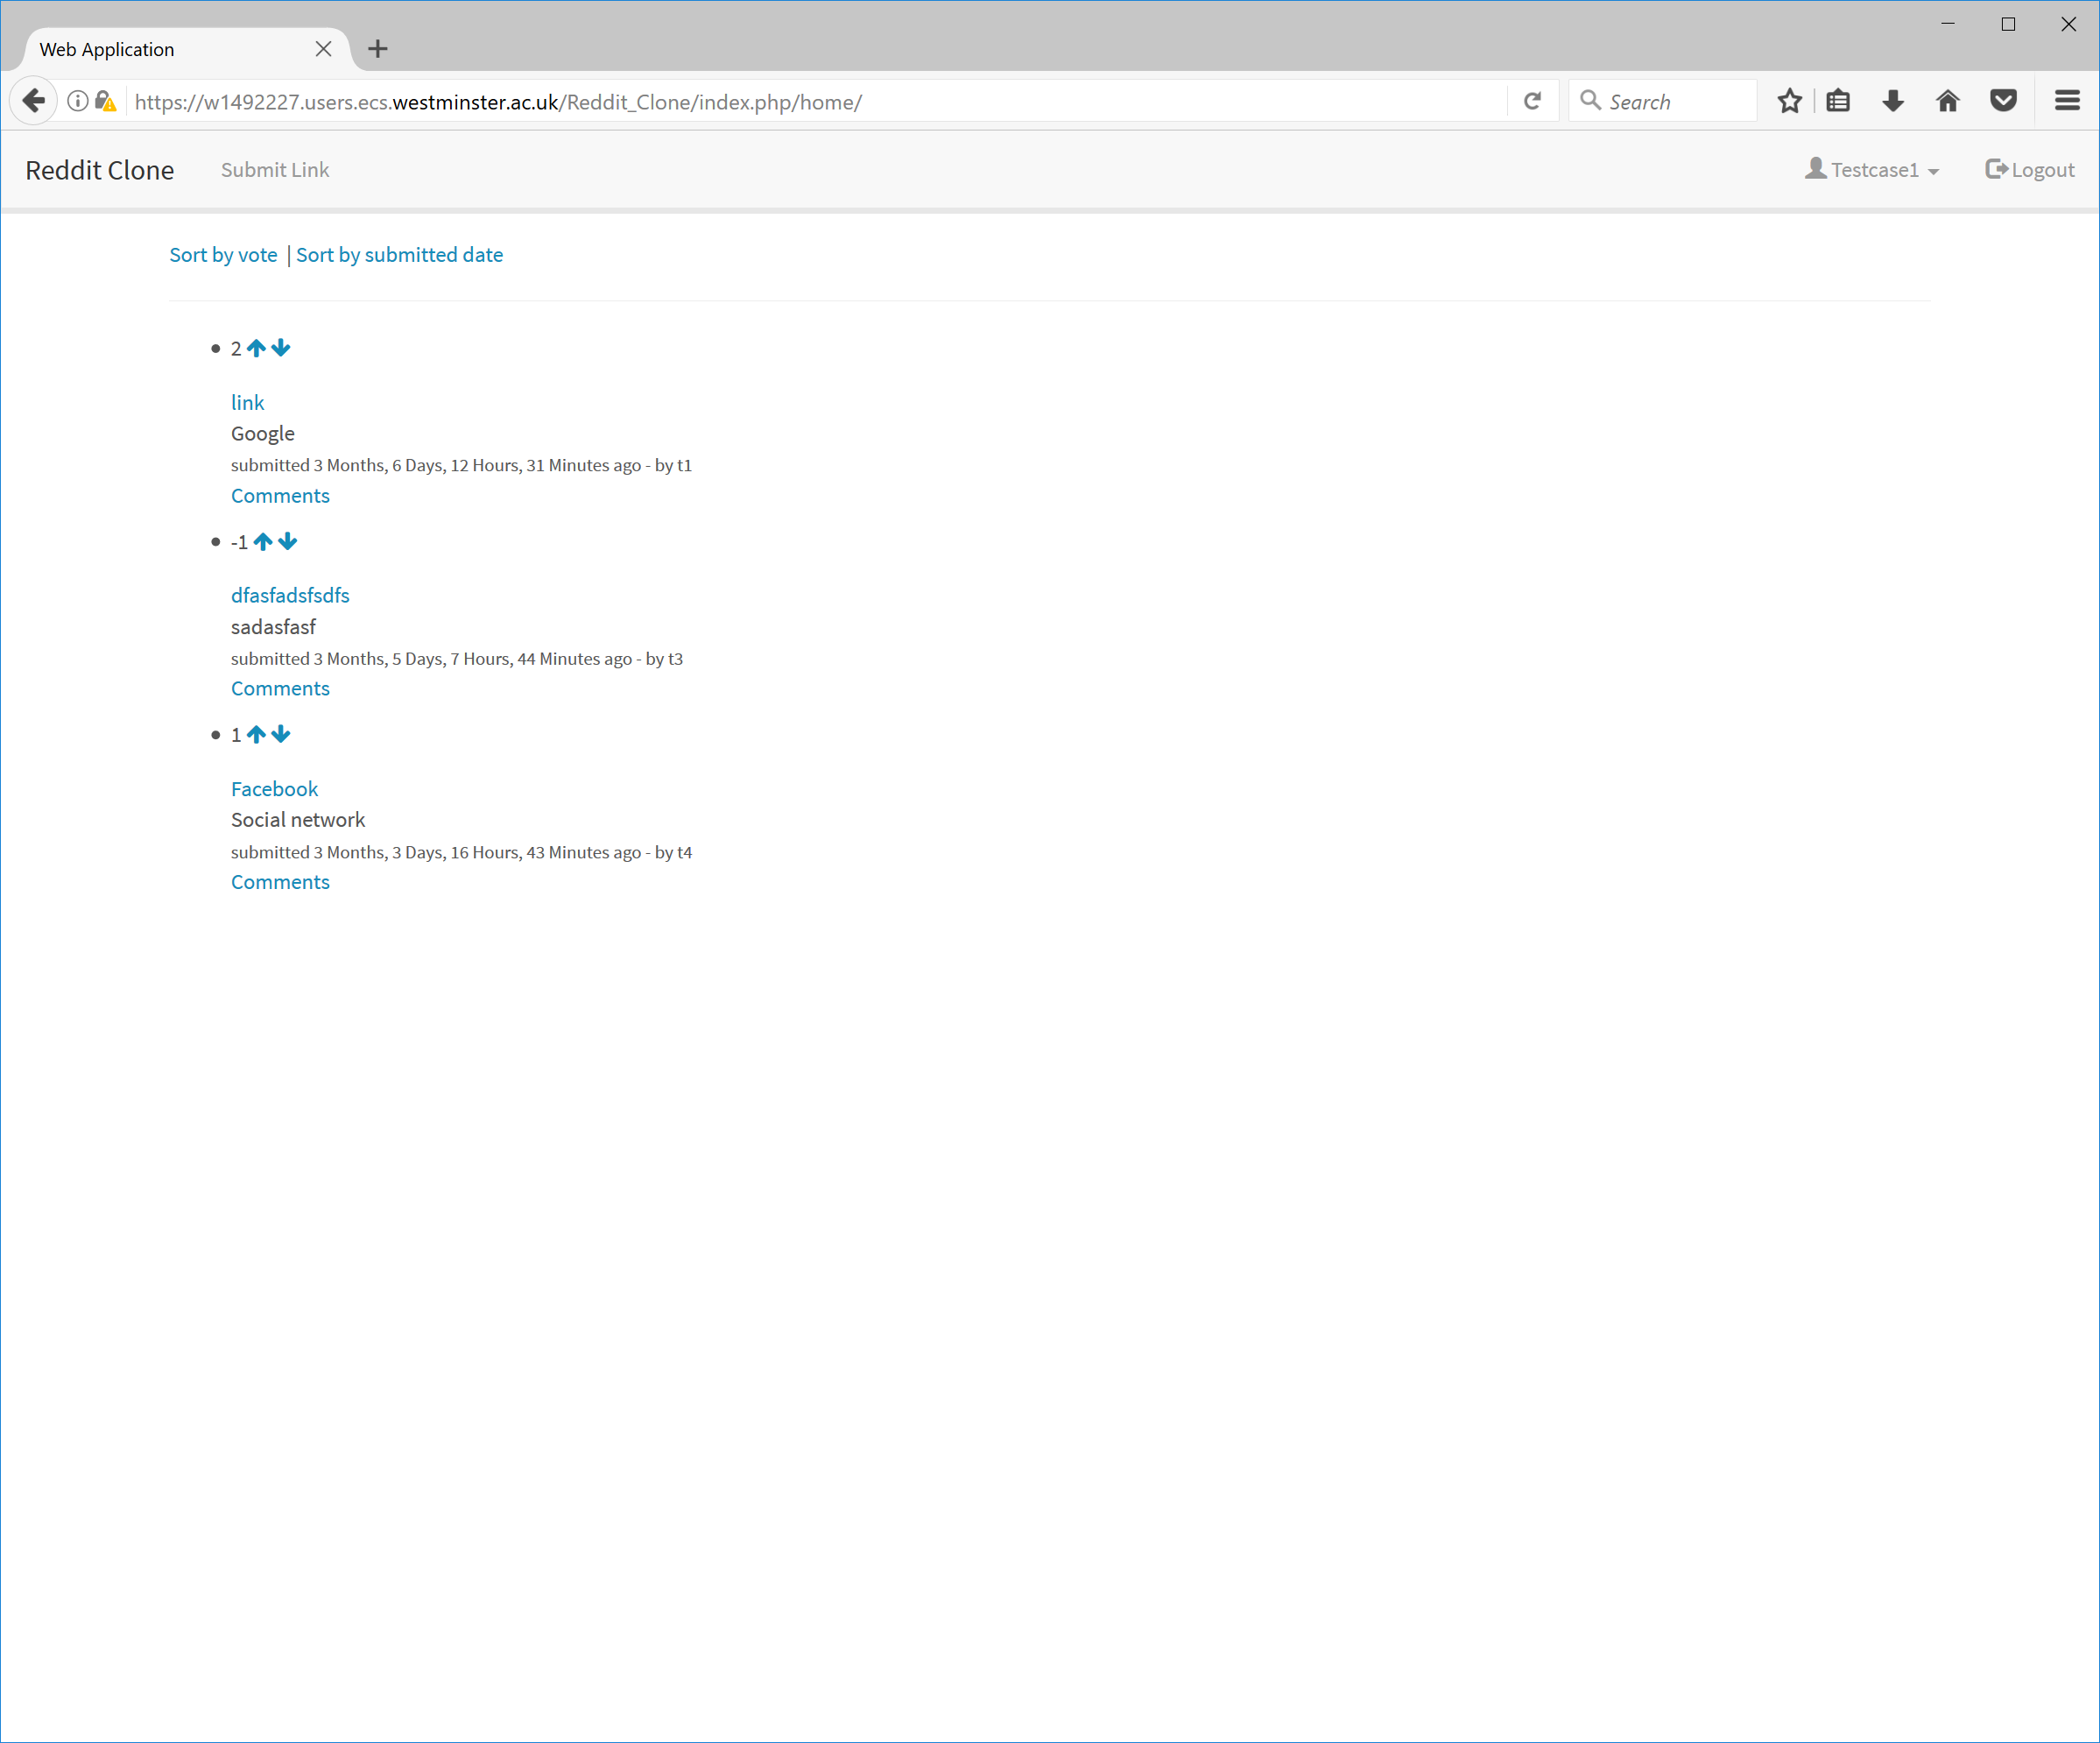 Web Application
https://w1492227.users.ecs.westminster.ac.uk/Reddit_Clone/index.php/home/
Search
Reddit Clone Submit Link Testcase1 Logout
Sort by vote | Sort by submitted date
2
link
Google
submitted 3 Months, 6 Days, 12 Hours, 31 Minutes ago - by t1
Comments
-1
dfasfadsfsdfs
sadasfasf
submitted 3 Months, 5 Days, 7 Hours, 44 Minutes ago - by t3
Comments
1
Facebook
Social network
submitted 3 Months, 3 Days, 16 Hours, 43 Minutes ago - by t4
Comments